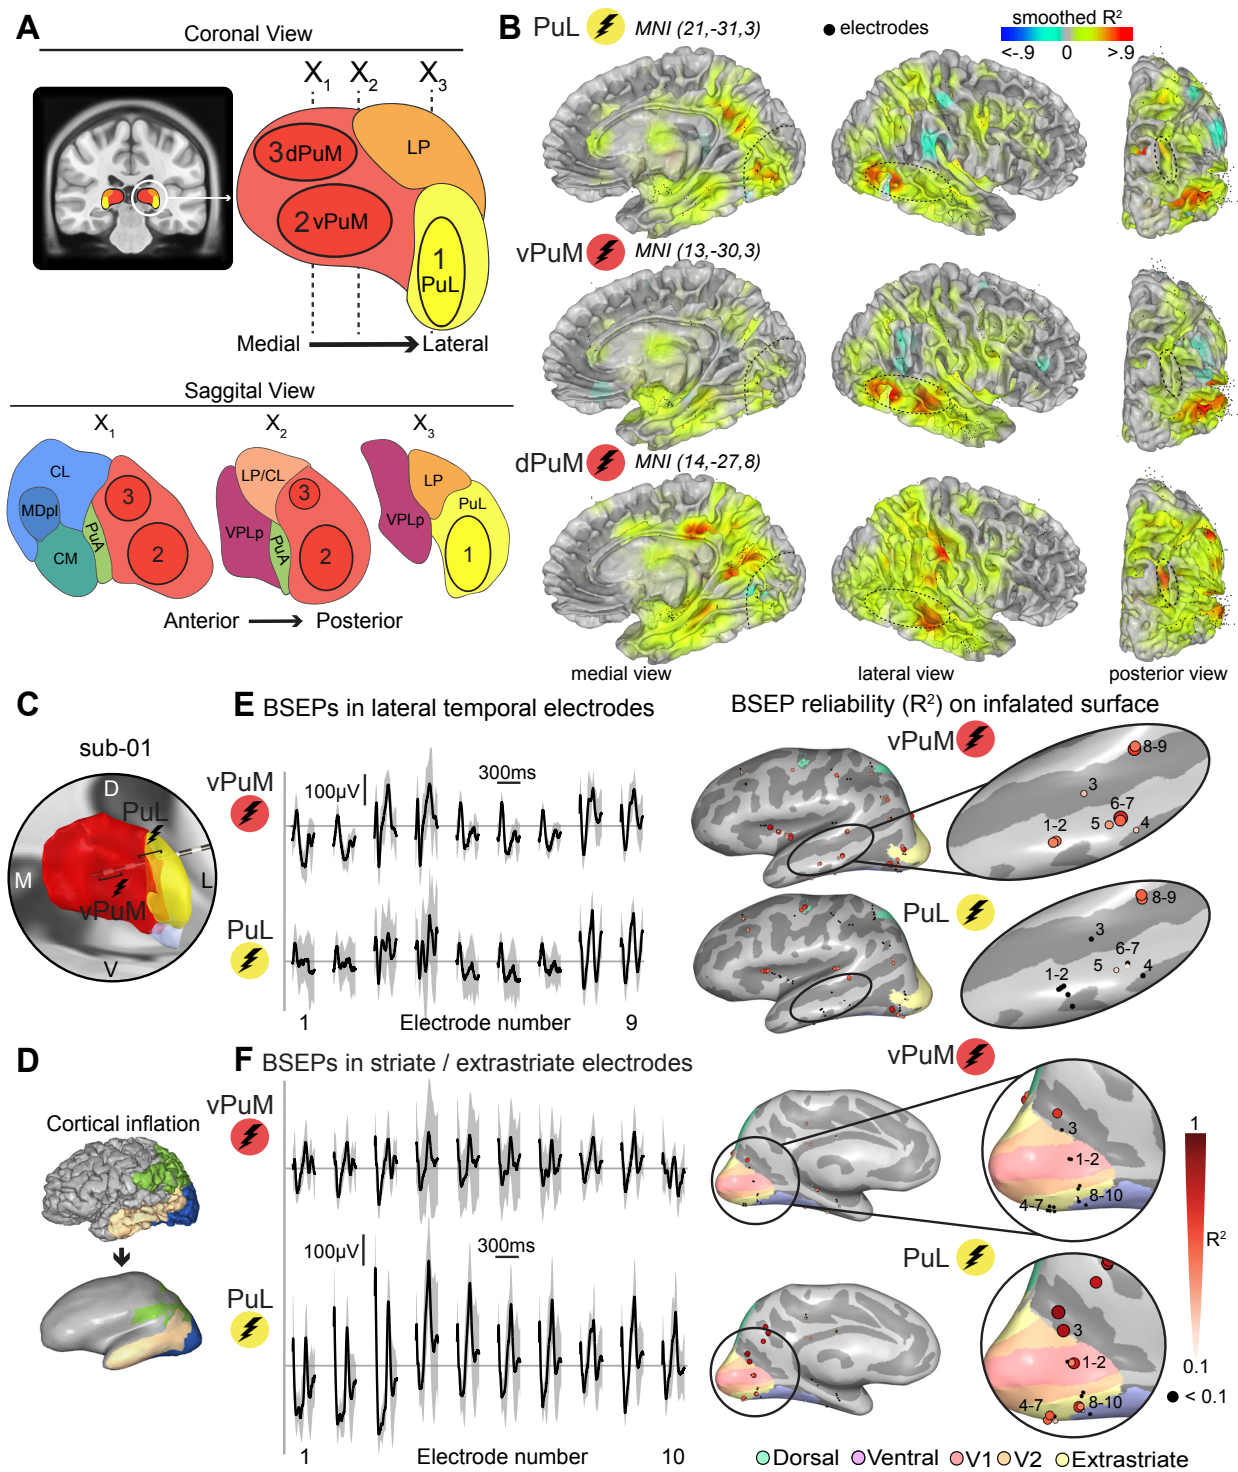 A
Coronal View
X1 X2 X3
3 dPuM
LP
2 vPuM
1
PuL
Medial Lateral
Saggital View
X1 X2 X3
CL
MDpl
CM
PuA
3
2
LP/CL
VPLp
PuA
3
2
VPLp
LP
PuL
1
Anterior Posterior
B
PuL MNI (21,-31,3)
electrodes
smoothed R2
<-.9 0 >.9
vPuM MNI (13,-30,3)
dPuM MNI (14,-27,8)
medial view lateral view posterior view
C
sub-01
D
PuL
M
L
vPuM
V
D
Cortical inflation
E BSEPs in lateral temporal electrodes
vPuM
100µV
300ms
PuL
1 Electrode number 9
BSEP reliability (R2) on infalated surface
vPuM
8-9
3
6-7
1-2
5
4
PuL
8-9
3
6-7
5
4
1-2
F BSEPs in striate / extrastriate electrodes
vPuM
100µV
300ms
PuL
1 Electrode number 10
vPuM
3
1-2
4-7
8-10
PuL
3
1-2
4-7
8-10
1
R2
0.1
< 0.1
Dorsal Ventral V1 V2 Extrastriate